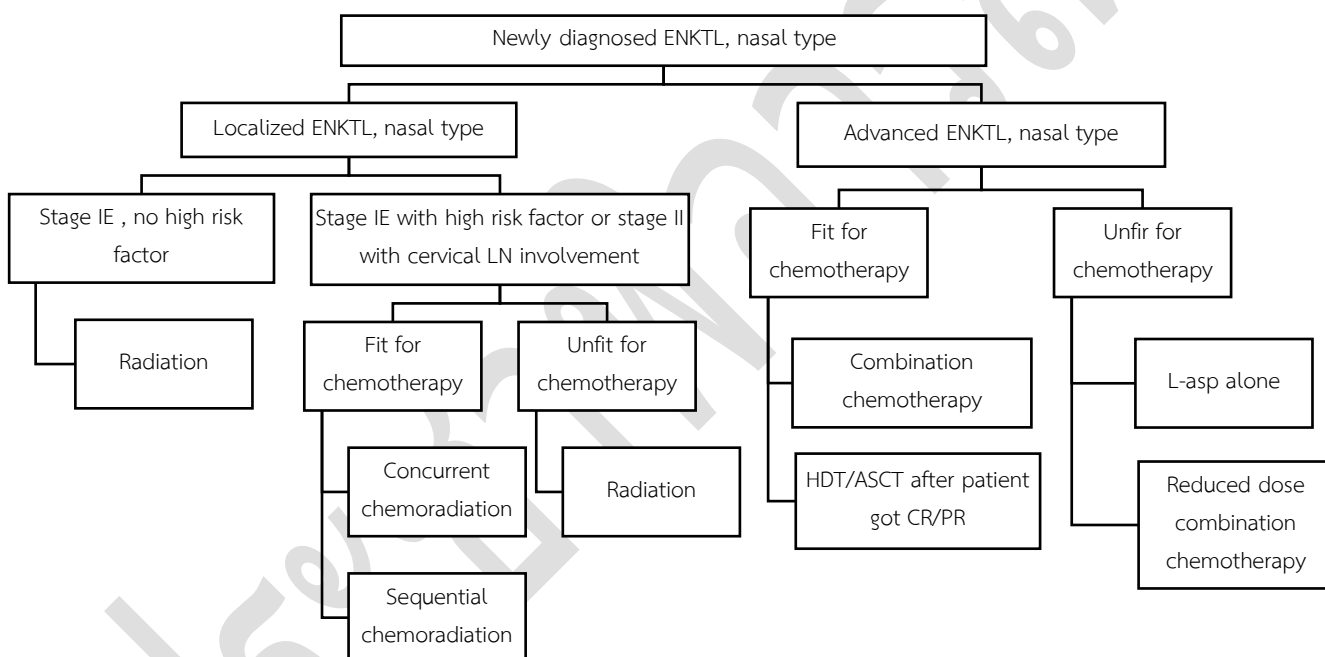 Newly diagnosed ENKTL, nasal type
Localized ENKTL, nasal type
Advanced ENKTL, nasal type
Stage IE , no high risk
factor
Stage IE with high risk factor or stage II
with cervical LN involvement
Fit for
chemotherapy
Unfir for
chemotherapy
Radiation
Fit for
chemotherapy
Unfit for
chemotherapy
Combination
chemotherapy
L-asp alone
Concurrent
chemoradiation
Radiation
HDT/ASCT after patient
got CR/PR
Reduced dose
combination
chemotherapy
Sequential
chemoradiation